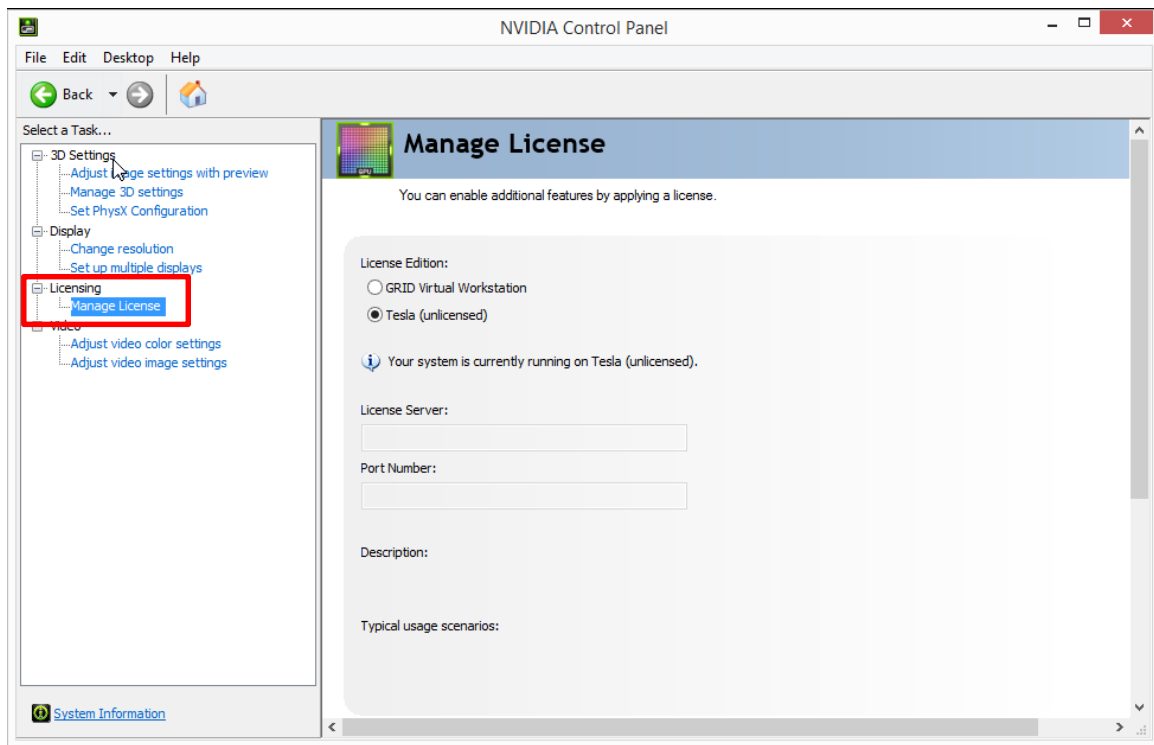 NVIDIA Control Panel
File Edit Desktop Help
Back
Select a Task...
3D Settings
Adjust image settings with preview
Manage 3D settings
Set PhysX Configuration
Display
Change resolution
Set up multiple displays
Licensing
Manage License
Video
Adjust video color settings
Adjust video image settings
System Information
GPU
Manage License
You can enable additional features by applying a license.
License Edition:
GRID Virtual Workstation
Tesla (unlicensed)
Your system is currently running on Tesla (unlicensed).
License Server:
Port Number:
Description:
Typical usage scenarios: